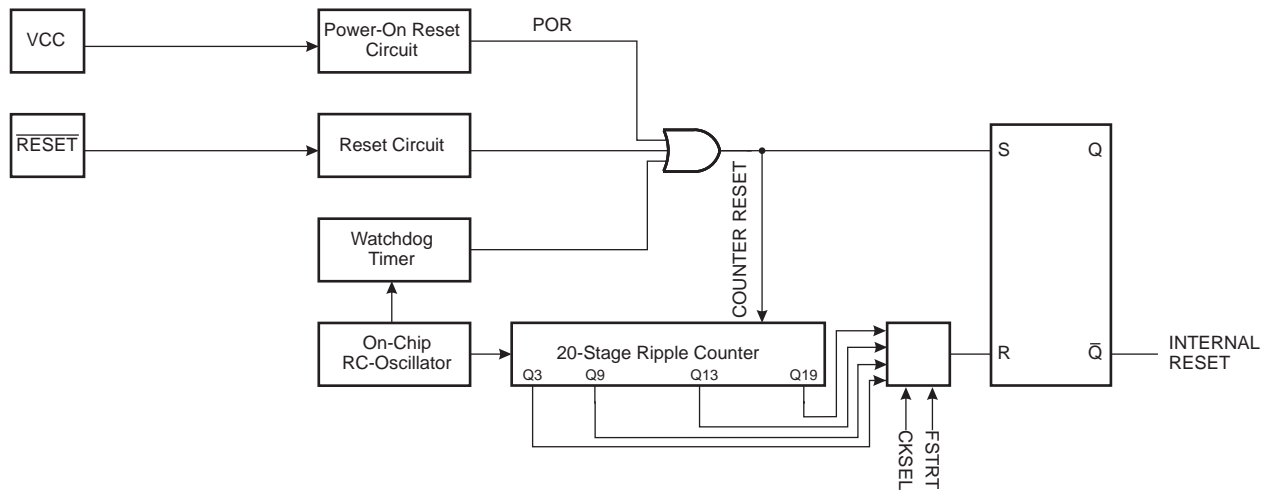 VCC
Power-On Reset
Circuit
POR
RESET
Reset Circuit
S
Q
COUNTER RESET
Watchdog
Timer
On-Chip
RC-Oscillator
20-Stage Ripple Counter
Q3
Q9
Q13
Q19
R
Q̅
INTERNAL
RESET
CKSEL
FSTRT